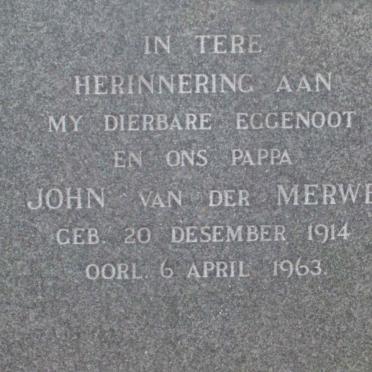 IN TERE
HERINNERING AAN
MY DIERBARE EGGENOOT
EN ONS PAPPA
JOHN VAN DER MERWE
GEB. 20 DESEMBER 1914
OORL. 6 APRIL 1963.